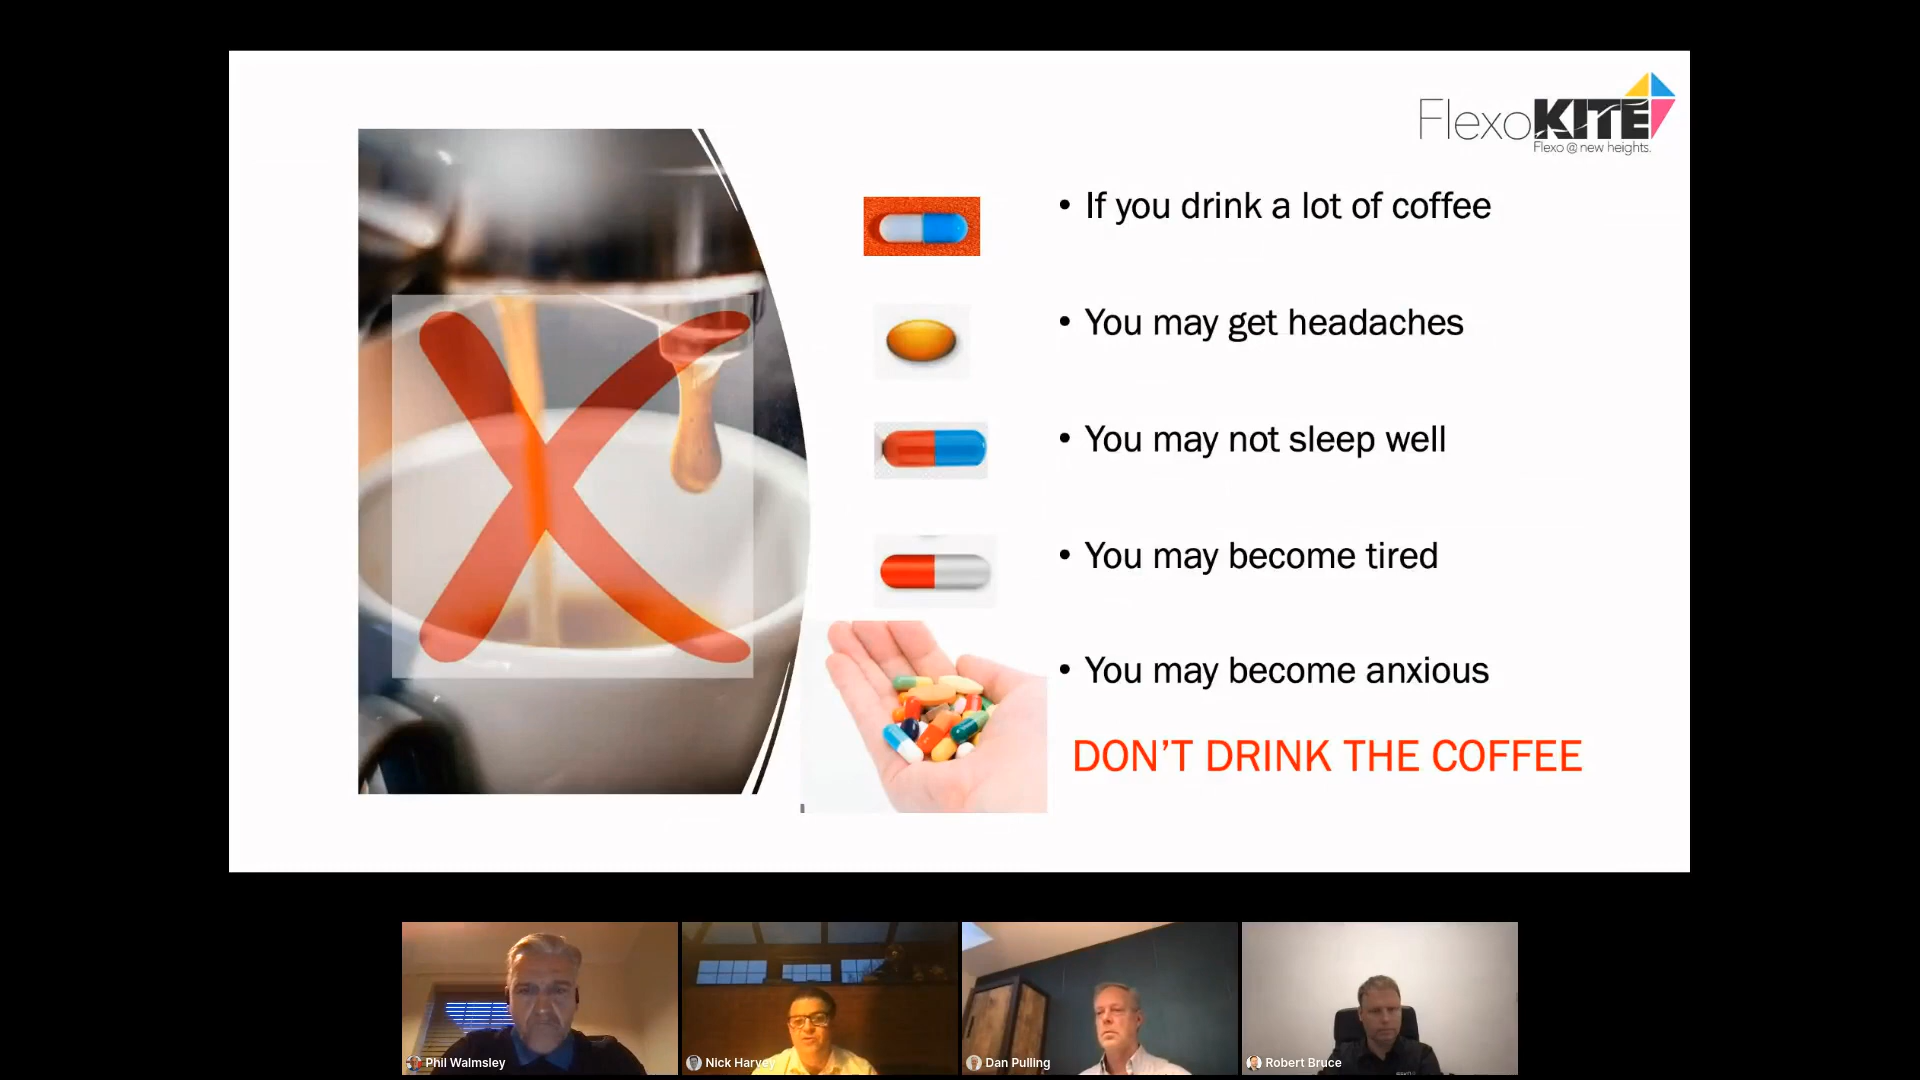 FlexoKITE
Flexo @ new heights.
• If you drink a lot of coffee
• You may get headaches
• You may not sleep well
• You may become tired
• You may become anxious
DON'T DRINK THE COFFEE
Phil Walmsley
Nick Harvey
Dan Pulling
Robert Bruce